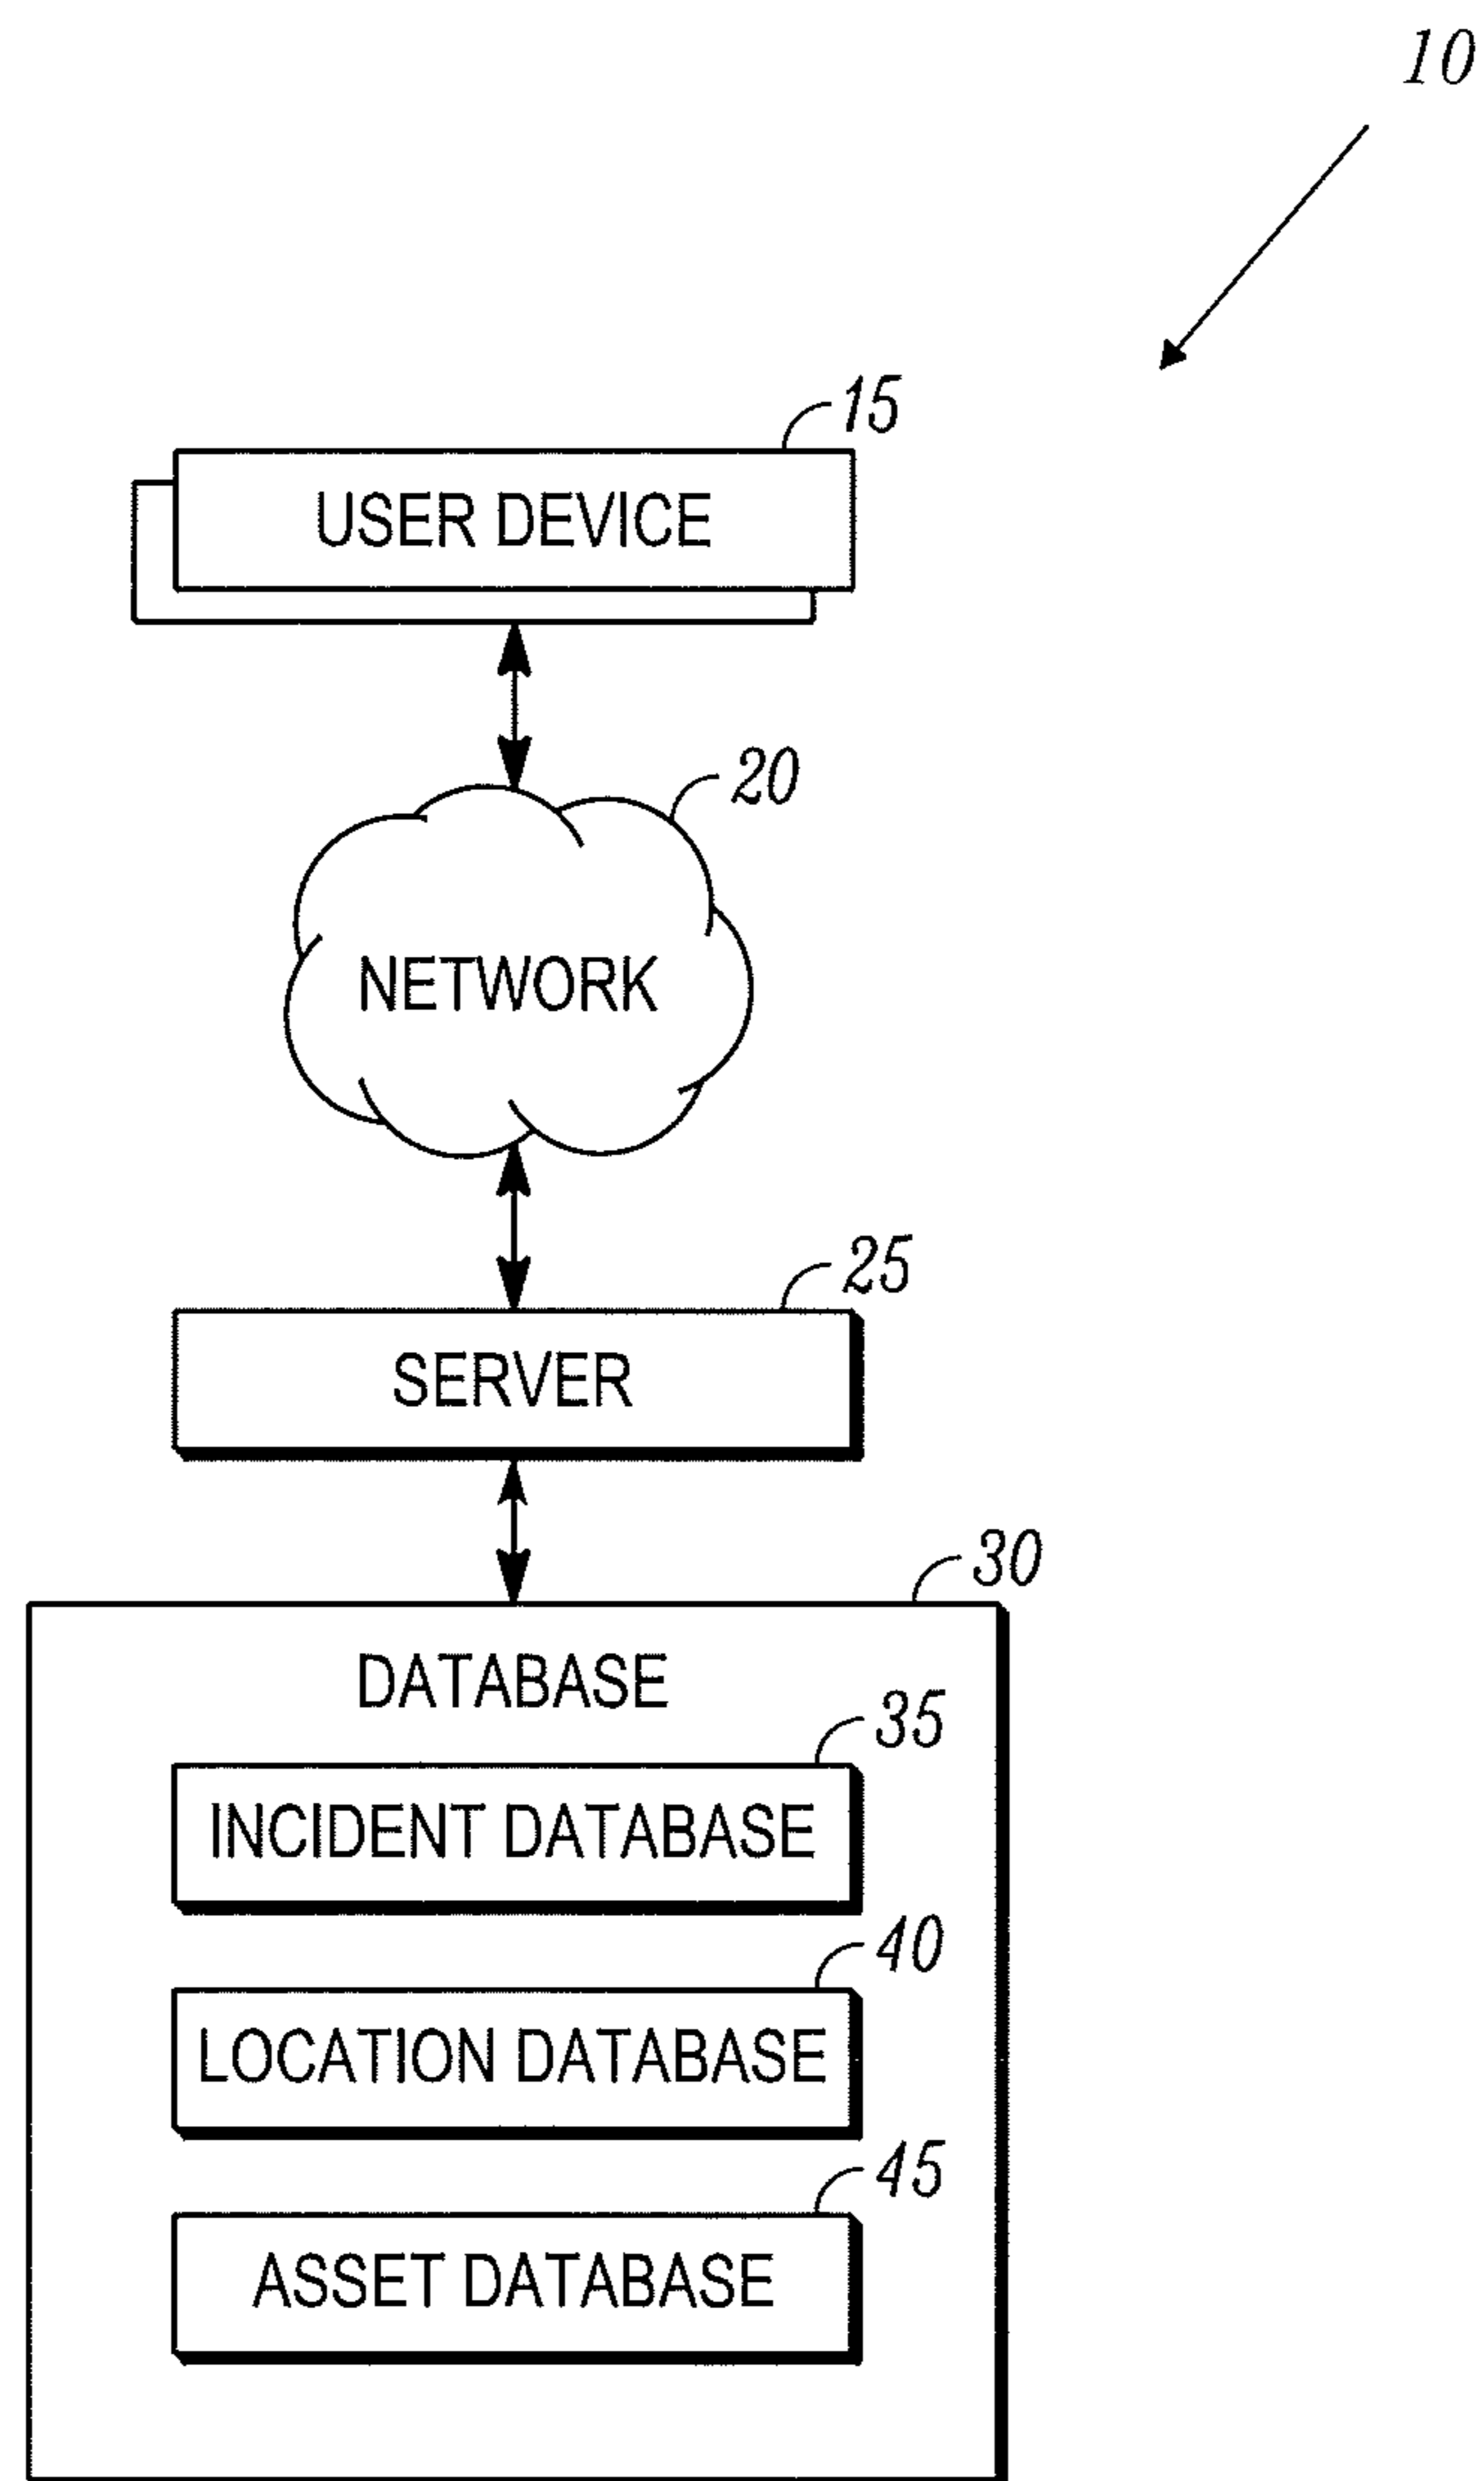 10
15
USER DEVICE
20
NETWORK
25
SERVER
30
DATABASE
35
INCIDENT DATABASE
40
LOCATION DATABASE
45
ASSET DATABASE